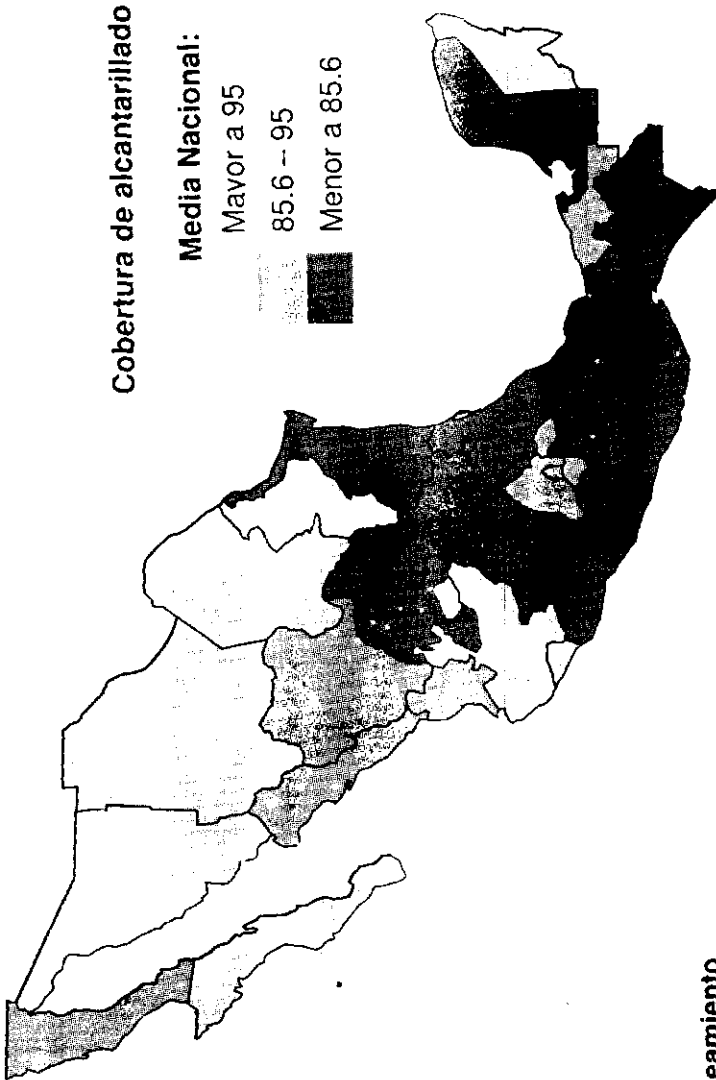 Cobertura de alcantarillado
Media Nacional:
Mayor a 95
85.6 – 95
Menor a 85.6
eamiento